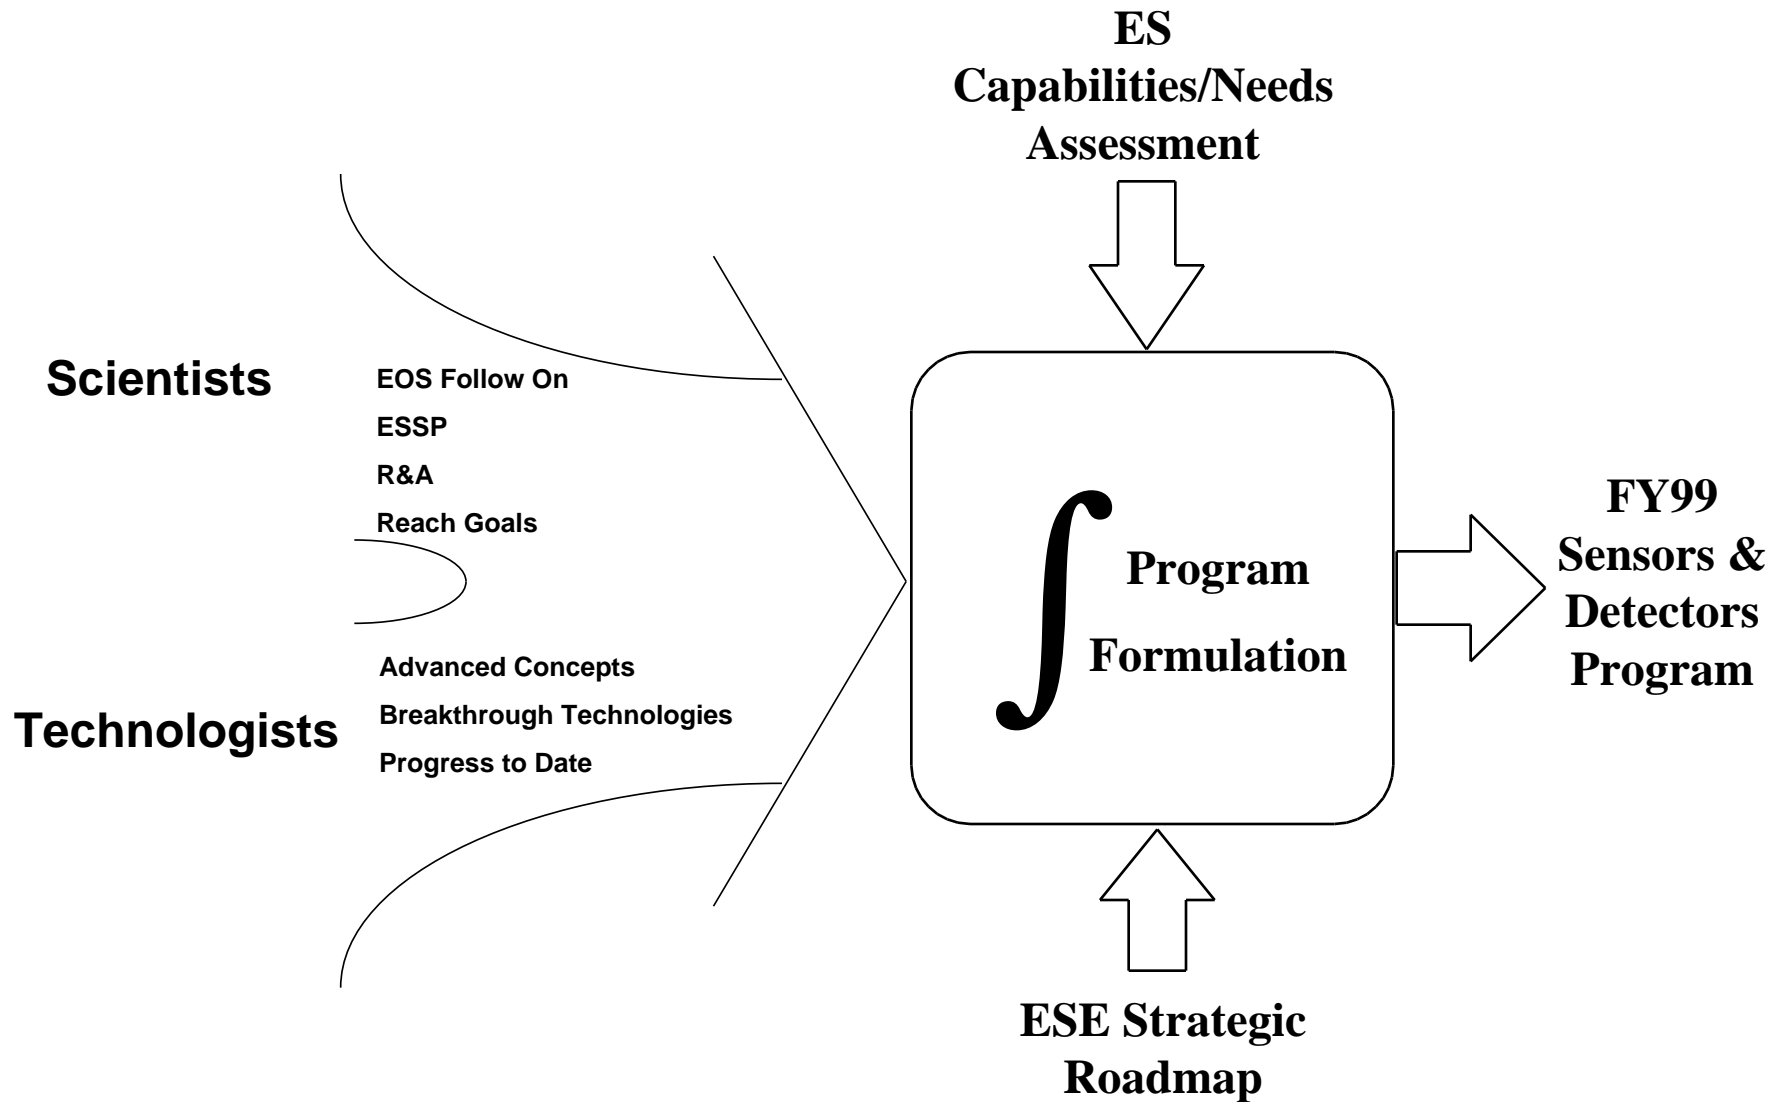 ES
Capabilities/Needs
Assessment
Scientists
EOS Follow On
ESSP
R&A
Reach Goals
Technologists
Advanced Concepts
Breakthrough Technologies
Progress to Date
∫
Program
Formulation
FY99
Sensors &
Detectors
Program
ESE Strategic
Roadmap